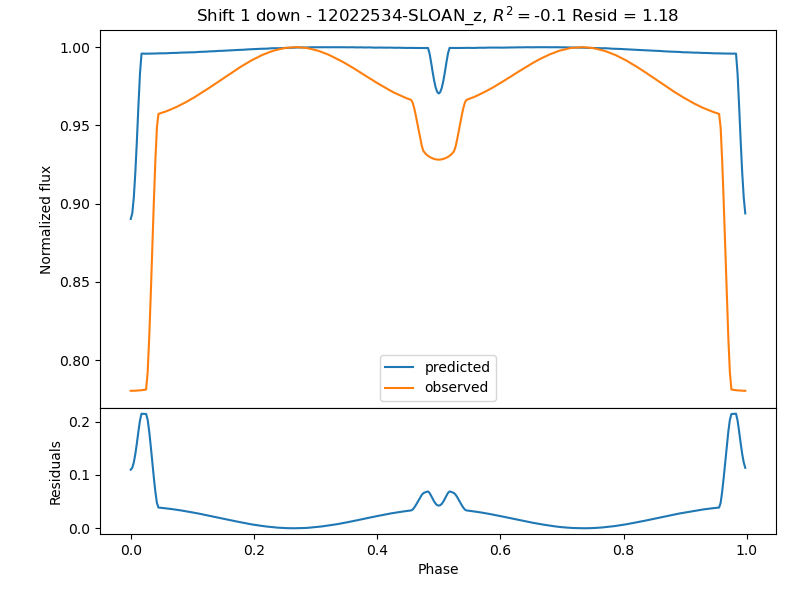 Shift 1 down - 12022534-SLOAN_z, R² = -0.1 Resid = 1.18
Normalized flux
1.00
0.95
0.90
0.85
0.80
predicted
observed
Residuals
0.2
0.1
0.0
0.0 0.2 0.4 0.6 0.8 1.0
Phase